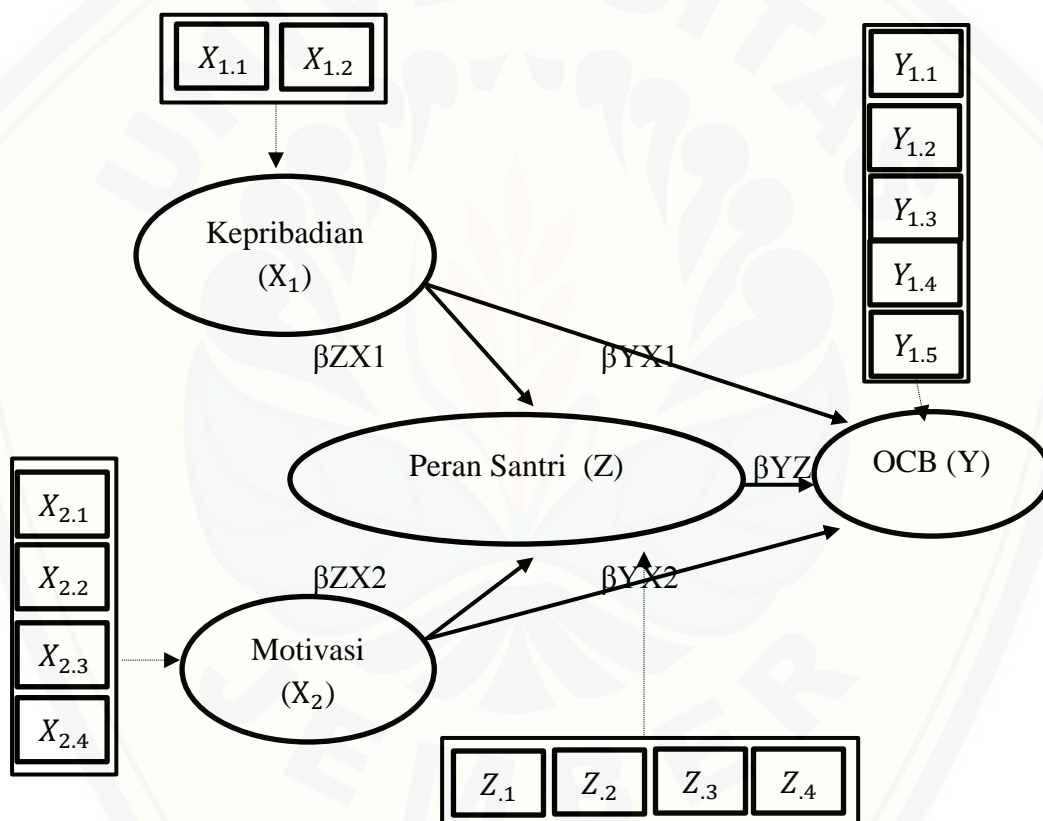 X1.1 X1.2
Y1.1
Y1.2
Y1.3
Y1.4
Y1.5
Kepribadian
(X1)
βZX1
βYX1
Peran Santri (Z)
βYZ
OCB (Y)
X2.1
X2.2
X2.3
X2.4
βZX2
βYX2
Motivasi
(X2)
Z.1 Z.2 Z.3 Z.4
UNIVERSITAS
JEMBER